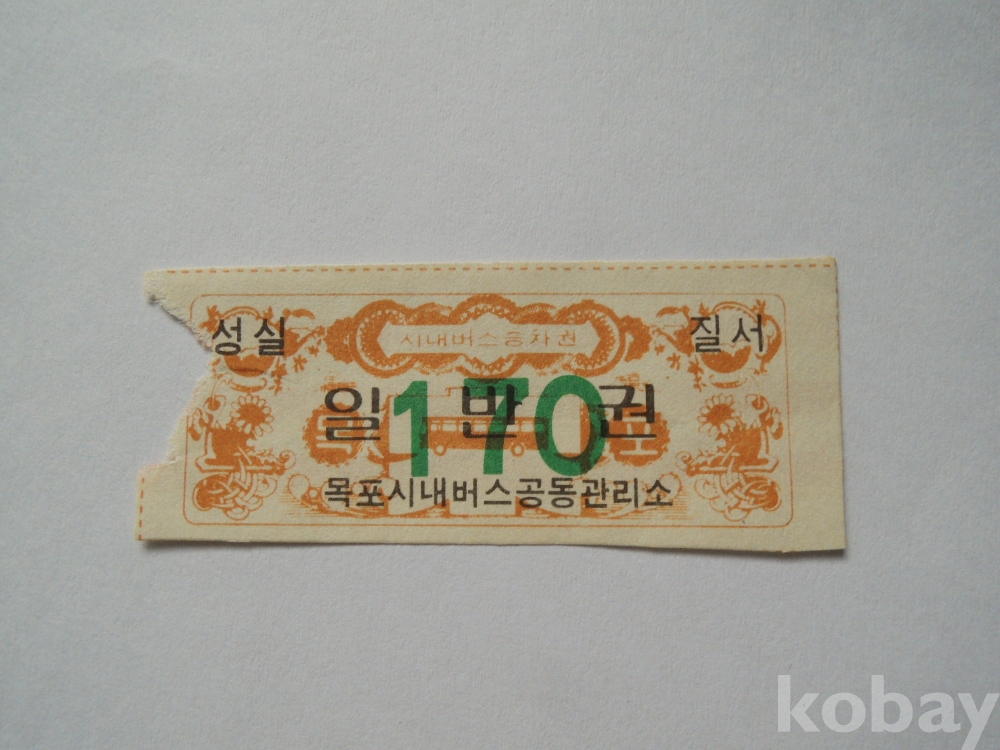 시내버스승차권
성실 질서
일반권
170
목포시내버스공동관리소
kobay